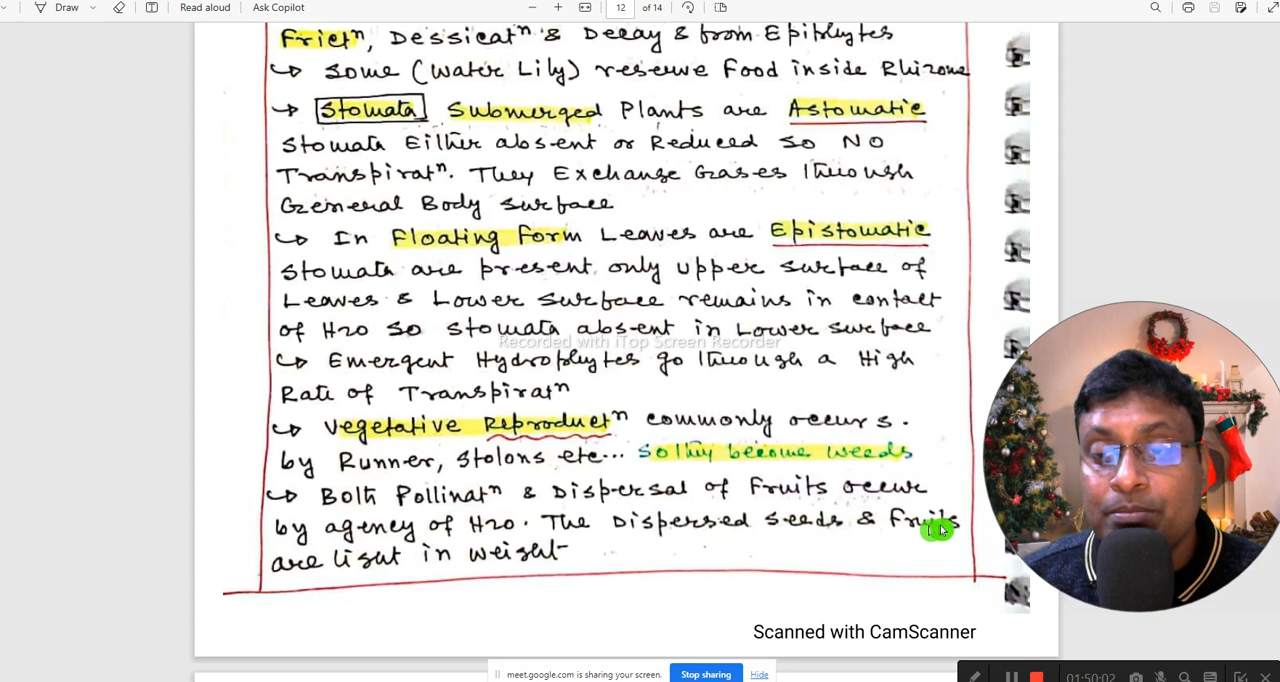 Draw
Read aloud
Ask Copilot
12
of 14
Frictⁿ, Dessicatⁿ & Decay & from Epiphytes
↪ Some (Water Lily) reserve Food inside Rhizome
→ Stomata Submerged Plants are Astomatic
Stomata Either absent or Reduced so NO
Transpiratⁿ. They Exchange Gases through
General Body surface
↪ In Floating form Leaves are Epistomatic
Stomata are present only upper surface of
Leaves & Lower surface remains in contact
of H2O so stomata absent in Lower surface
Recorded with iTop Screen Recorder
↪ Emergent Hydrophytes go through a High
Rate of Transpiratⁿ
↪ Vegetative Reproductⁿ commonly occurs.
by Runner, Stolons etc... So they become weeds
↪ Both Pollinatⁿ & Dispersal of Fruits occur
by agency of H2O. The Dispersed seeds & Fruits
are light in weight
Scanned with CamScanner
meet.google.com is sharing your screen.
Stop sharing
Hide
01:50:02